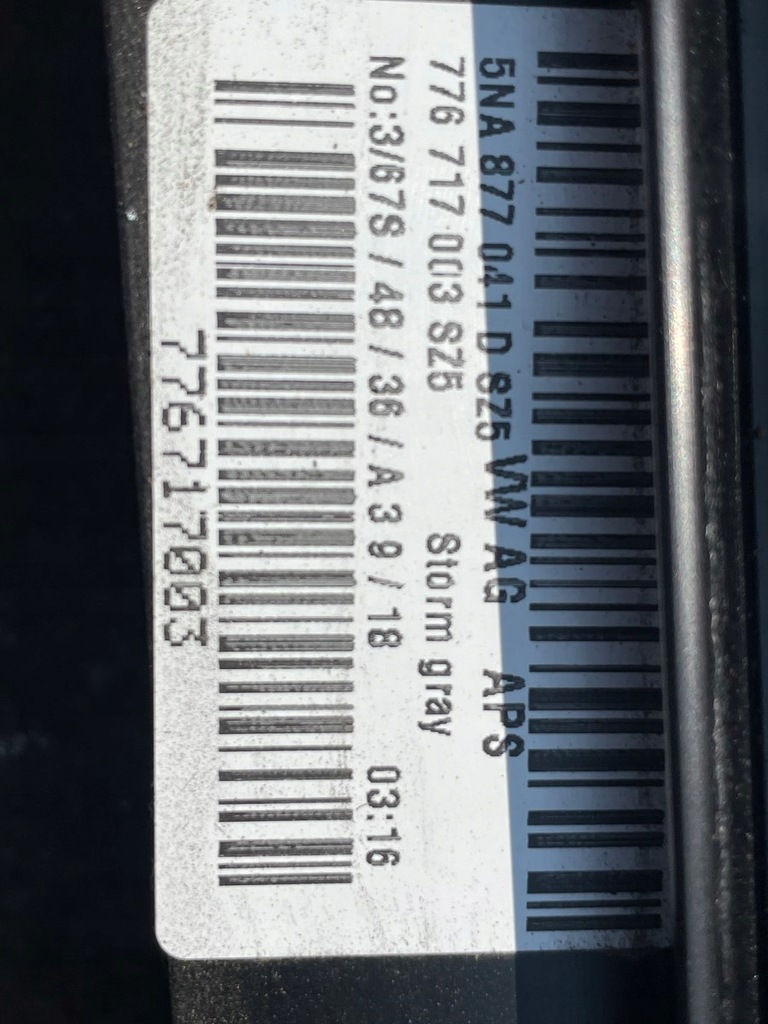 5NA 877 041 D SZ5 VW AG APS
776 717 003 SZ5 Storm gray
No:3/67S / 48 / 36 / A 3 9 / 18 03:16
776717003